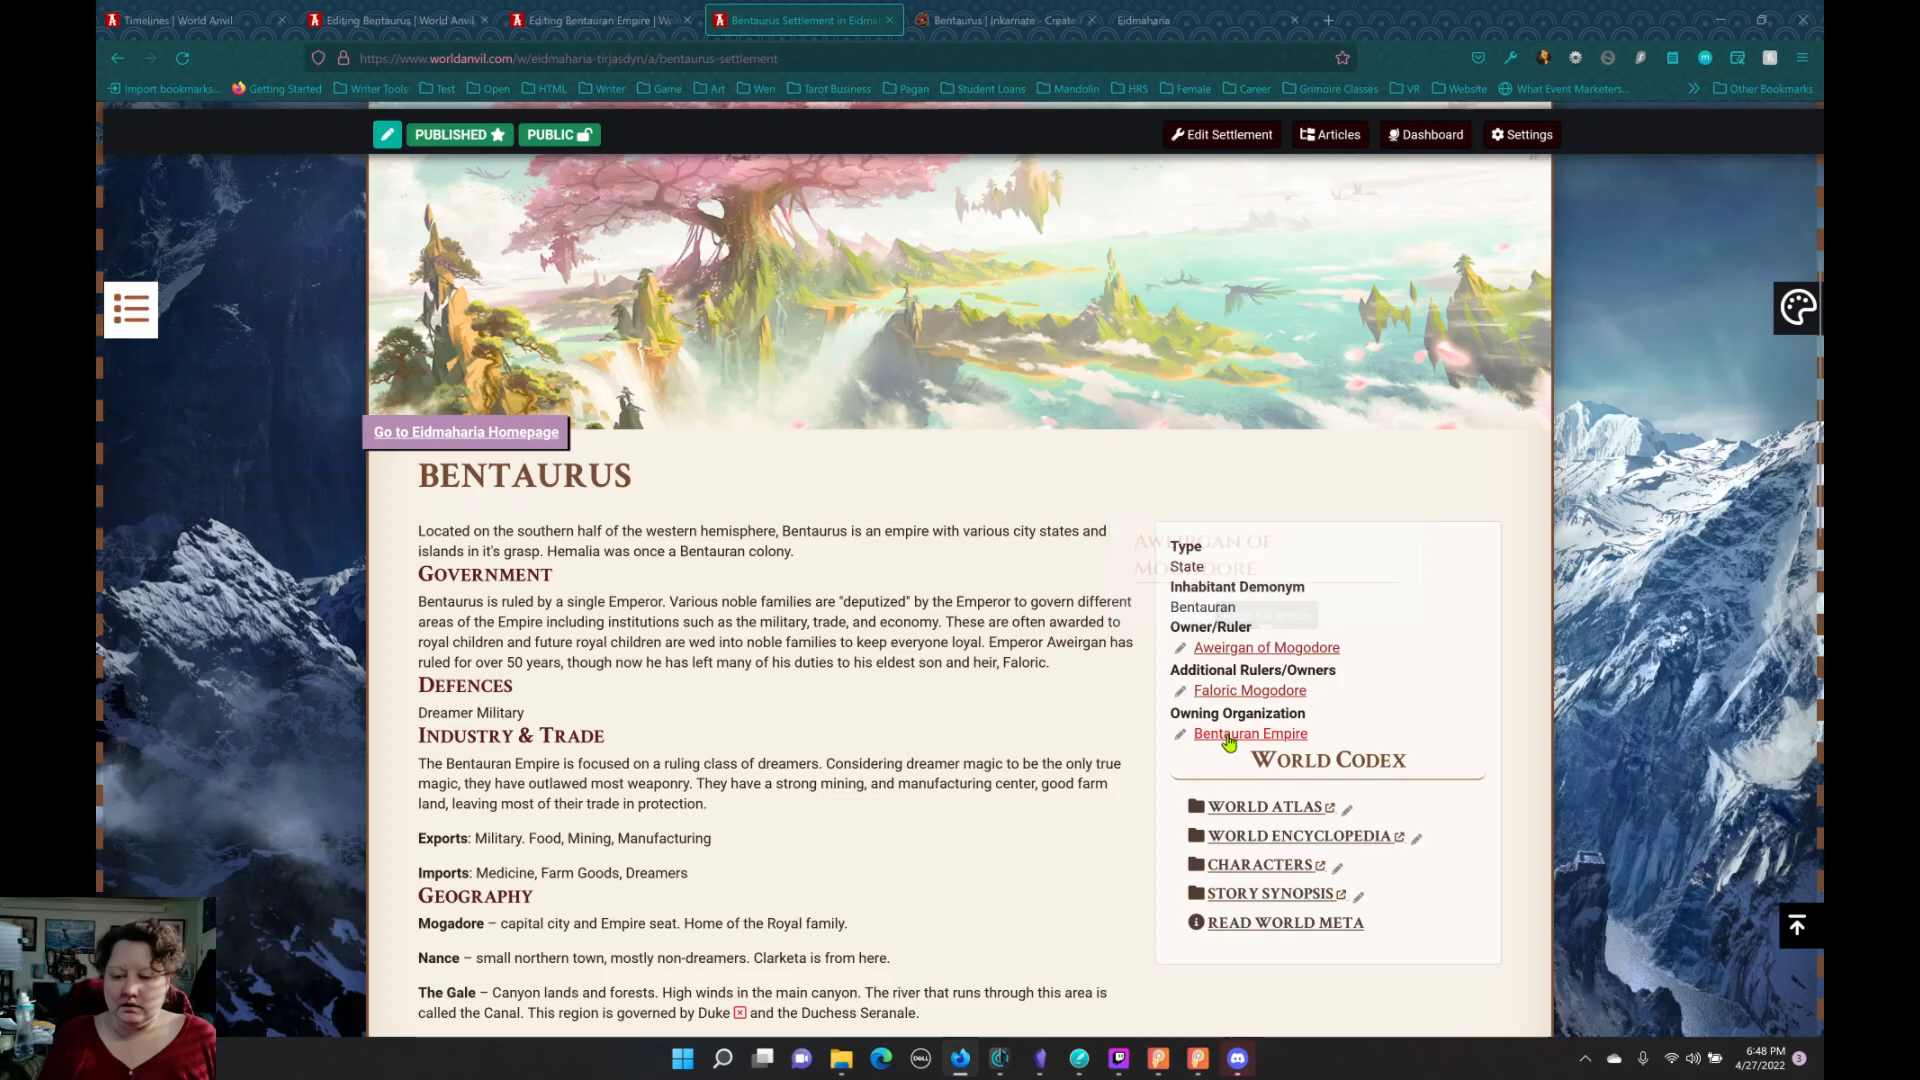 Timelines | World Anvil
Editing Bentaurus | World Anvil
Editing Bentauran Empire | Wo
Bentaurus Settlement in Eidma
Bentaurus | Inkarnate - Create
Eidmaharia
https://www.worldanvil.com/w/eidmaharia-tirjasdyn/a/bentaurus-settlement
Import bookmarks...
Getting Started
Writer Tools
Test
Open
HTML
Writer
Game
Art
Wen
Tarot Business
Pagan
Student Loans
Mandolin
HRS
Female
Career
Grimoire Classes
VR
Website
What Event Marketers...
Other Bookmarks
PUBLISHED
PUBLIC
Edit Settlement
Articles
Dashboard
Settings
Go to Eidmaharia Homepage
BENTAURUS
Located on the southern half of the western hemisphere, Bentaurus is an empire with various city states and
islands in it's grasp. Hemalia was once a Bentauran colony.
GOVERNMENT
Bentaurus is ruled by a single Emperor. Various noble families are "deputized" by the Emperor to govern different
areas of the Empire including institutions such as the military, trade, and economy. These are often awarded to
royal children and future royal children are wed into noble families to keep everyone loyal. Emperor Aweirgan has
ruled for over 50 years, though now he has left many of his duties to his eldest son and heir, Faloric.
DEFENCES
Dreamer Military
INDUSTRY & TRADE
The Bentauran Empire is focused on a ruling class of dreamers. Considering dreamer magic to be the only true
magic, they have outlawed most weaponry. They have a strong mining, and manufacturing center, good farm
land, leaving most of their trade in protection.
Exports: Military. Food, Mining, Manufacturing
Imports: Medicine, Farm Goods, Dreamers
GEOGRAPHY
Mogadore – capital city and Empire seat. Home of the Royal family.
Nance – small northern town, mostly non-dreamers. Clarketa is from here.
The Gale – Canyon lands and forests. High winds in the main canyon. The river that runs through this area is
called the Canal. This region is governed by Duke and the Duchess Seranale.
AWEIRGAN OF
MOGODORE
Type
State
Inhabitant Demonym
Bentauran
Owner/Ruler
Aweirgan of Mogodore
Additional Rulers/Owners
Faloric Mogodore
Owning Organization
Bentauran Empire
WORLD CODEX
WORLD ATLAS
WORLD ENCYCLOPEDIA
CHARACTERS
STORY SYNOPSIS
READ WORLD META
DELL
6:48 PM
4/27/2022
3